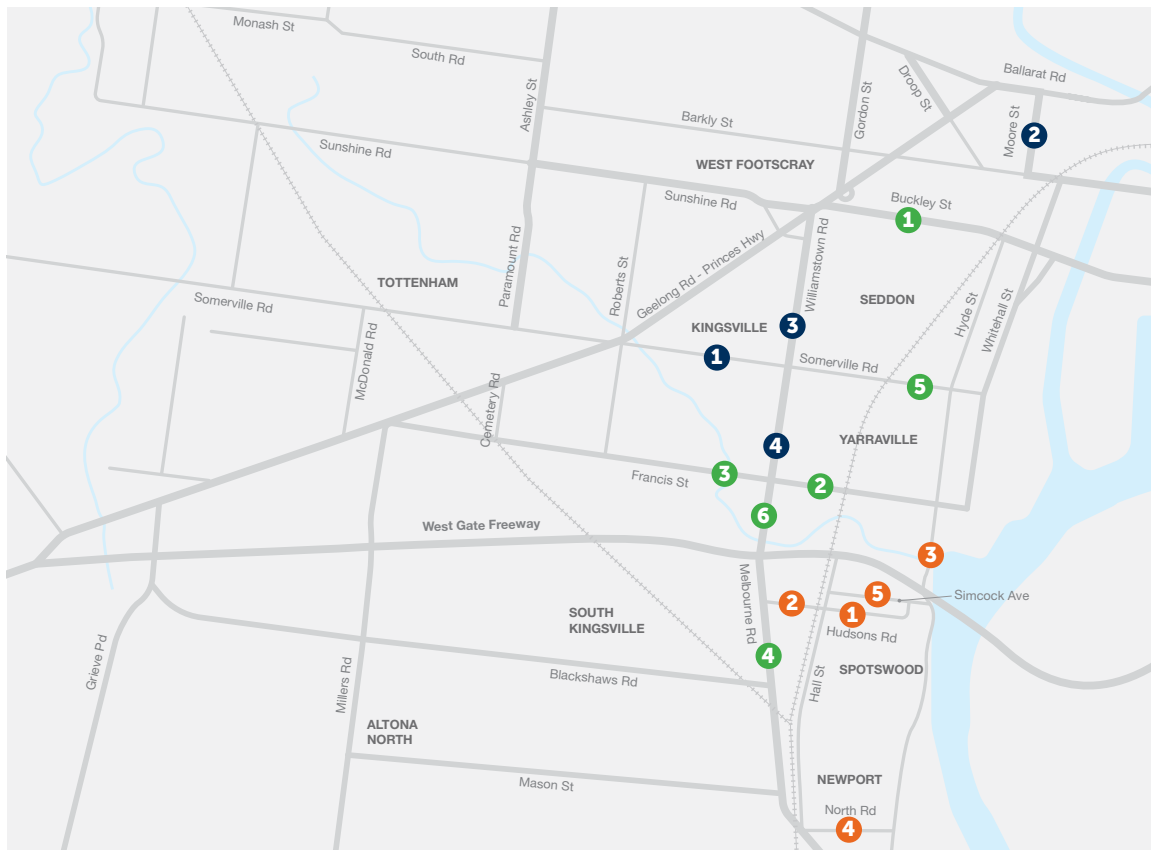 Monash St
South Rd
Ashley St
Gordon St
Droop St
Ballarat Rd
Moore St
2
Barkly St
Sunshine Rd
WEST FOOTSCRAY
Sunshine Rd
Buckley St
1
Paramount Rd
Roberts St
Geelong Rd - Princes Hwy
Williamstown Rd
TOTTENHAM
SEDDON
Hyde St
Whitehall St
Somerville Rd
KINGSVILLE
3
1
Somerville Rd
5
McDonald Rd
Cemetery Rd
4
YARRAVILLE
Francis St
3
2
6
West Gate Freeway
3
Melbourne Rd
2
5
Simcock Ave
1
SOUTH
KINGSVILLE
Hudsons Rd
4
Hall St
SPOTSWOOD
Grieve Pd
Millers Rd
Blackshaws Rd
ALTONA
NORTH
Mason St
NEWPORT
North Rd
4